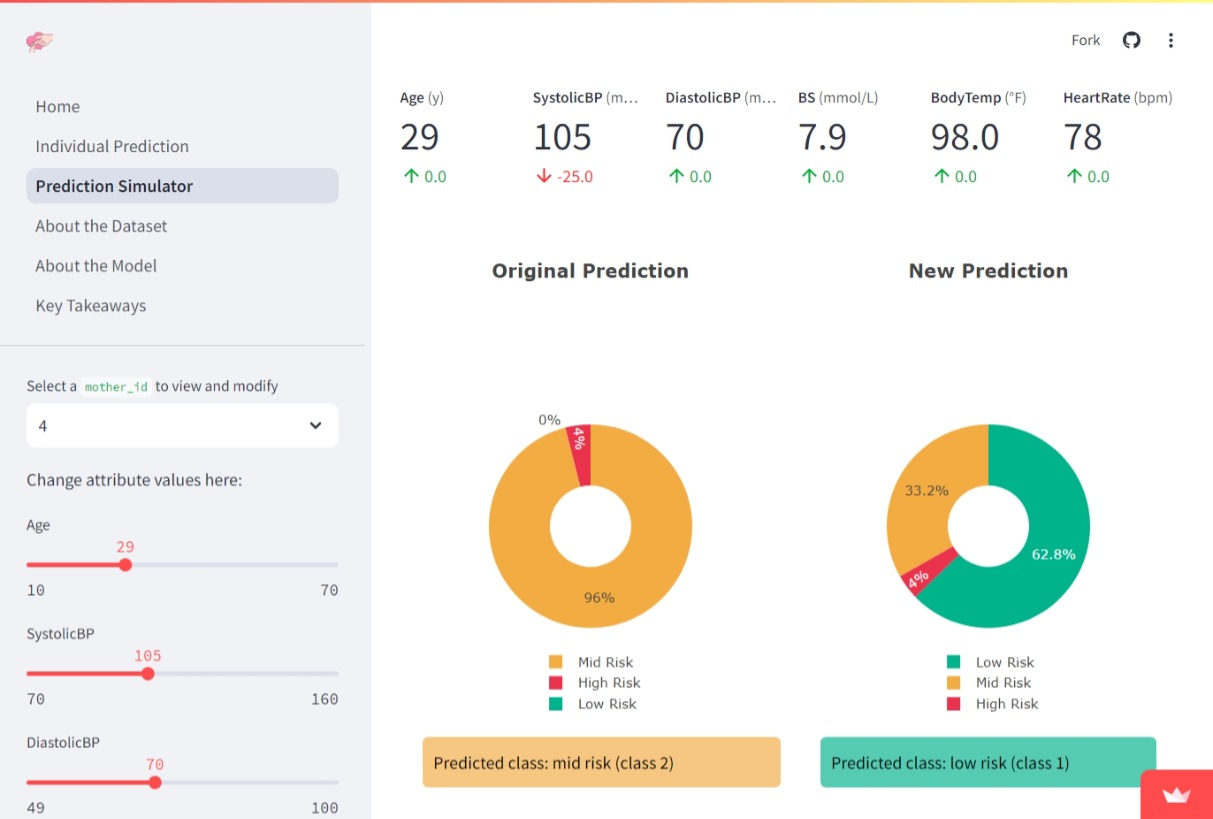 Home
Individual Prediction
Prediction Simulator
About the Dataset
About the Model
Key Takeaways
Select a mother_id to view and modify
4
Change attribute values here:
Age
29
10 70
SystolicBP
105
70 160
DiastolicBP
70
49 100
Fork
Age (y) SystolicBP (m... DiastolicBP (m... BS (mmol/L) BodyTemp (°F) HeartRate (bpm)
29 105 70 7.9 98.0 78
↑ 0.0 ↓ -25.0 ↑ 0.0 ↑ 0.0 ↑ 0.0 ↑ 0.0
Original Prediction
0%
4%
96%
Mid Risk
High Risk
Low Risk
Predicted class: mid risk (class 2)
New Prediction
33.2%
62.8%
4%
Low Risk
Mid Risk
High Risk
Predicted class: low risk (class 1)